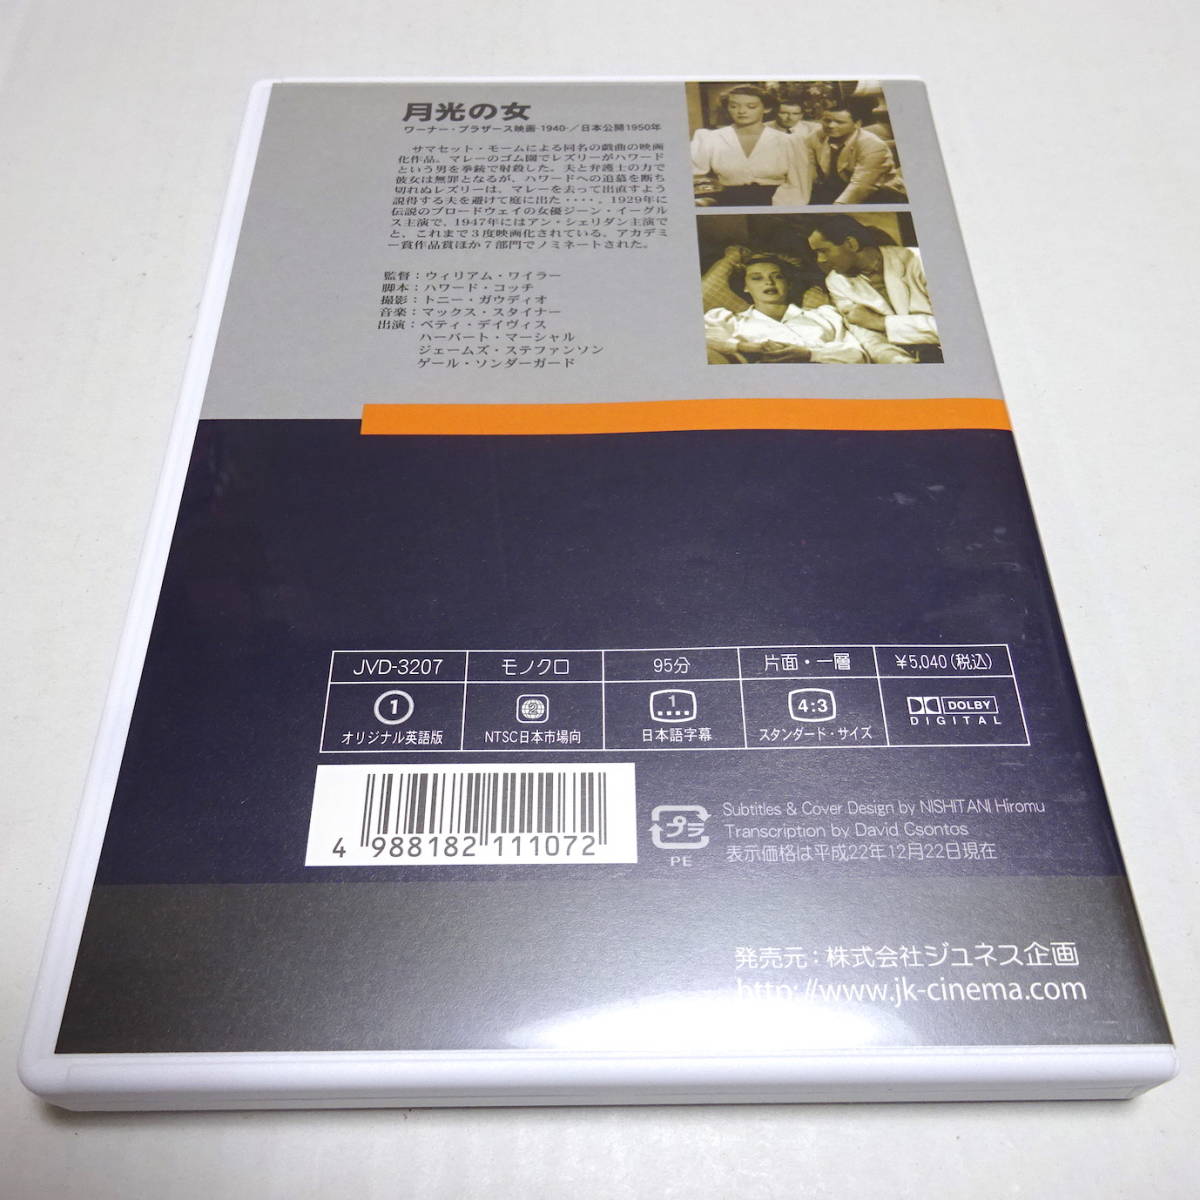 月光の女
ワーナー・ブラザース映画-1940-／日本公開1950年
サマセット・モームによる同名の戯曲の映画
化作品。マレーのゴム園でレズリーがハワード
という男を拳銃で射殺した。夫と弁護士の力で
彼女は無罪となるが、ハワードへの追慕を断ち
切れぬレズリーは、マレーを去って出直すよう
説得する夫を避けて庭に出た・・・・。1929年に
伝説のブロードウェイの女優ジーン・イーグル
ス主演で、1947年にはアン・シェリダン主演で
と、これまで３度映画化されている。アカデミ
ー賞作品賞ほか７部門でノミネートされた。
監督：ウィリアム・ワイラー
脚本：ハワード・コッチ
撮影：トニー・ガウディオ
音楽：マックス・スタイナー
出演：ベティ・デイヴィス
ハーバート・マーシャル
ジェームズ・ステファンソン
ゲール・ソンダーガード
JVD-3207 モノクロ 95分 片面・一層 ￥5,040(税込)
1 2 1 4:3 DOLBY
DIGITAL
オリジナル英語版 NTSC日本市場向 日本語字幕 スタンダード・サイズ
4 988182 111072
プラ
PE
Subtitles & Cover Design by NISHITANI Hiromu
Transcription by David Csontos
表示価格は平成22年12月22日現在
発売元：株式会社ジュネス企画
http://www.jk-cinema.com